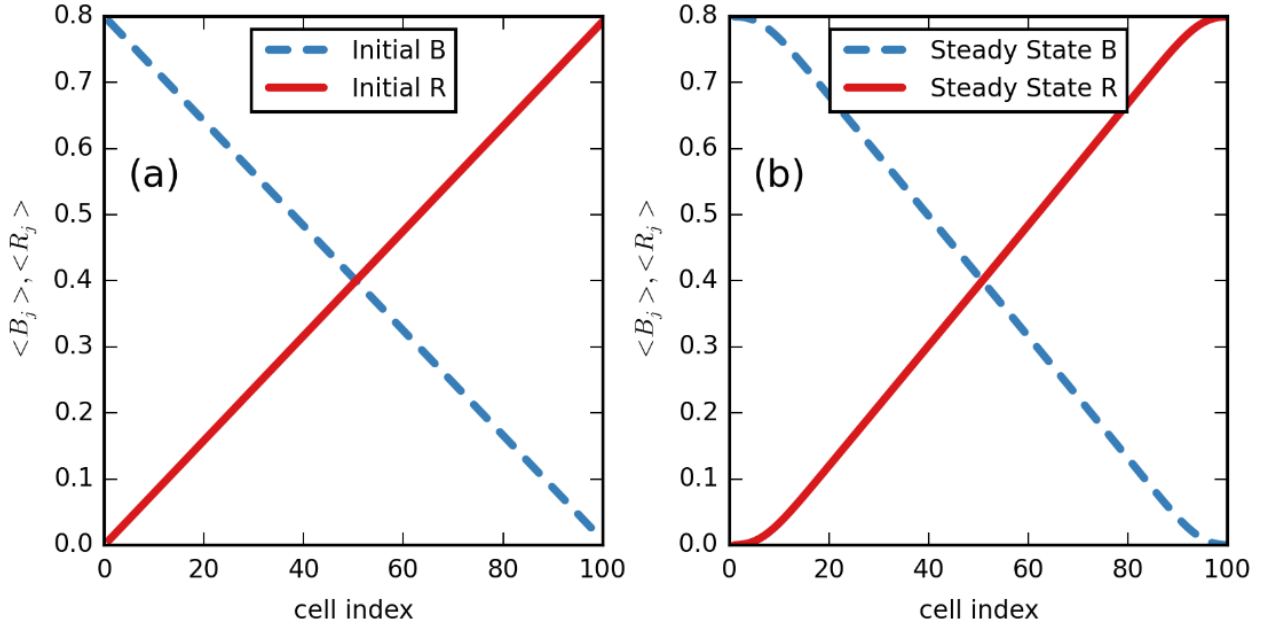 0.8
0.7
0.6
0.5
0.4
0.3
0.2
0.1
0.0
<B_j>,<R_j>
Initial B
Initial R
(a)
0 20 40 60 80 100
cell index
0.8
0.7
0.6
0.5
0.4
0.3
0.2
0.1
0.0
<B_j>,<R_j>
Steady State B
Steady State R
(b)
0 20 40 60 80 100
cell index